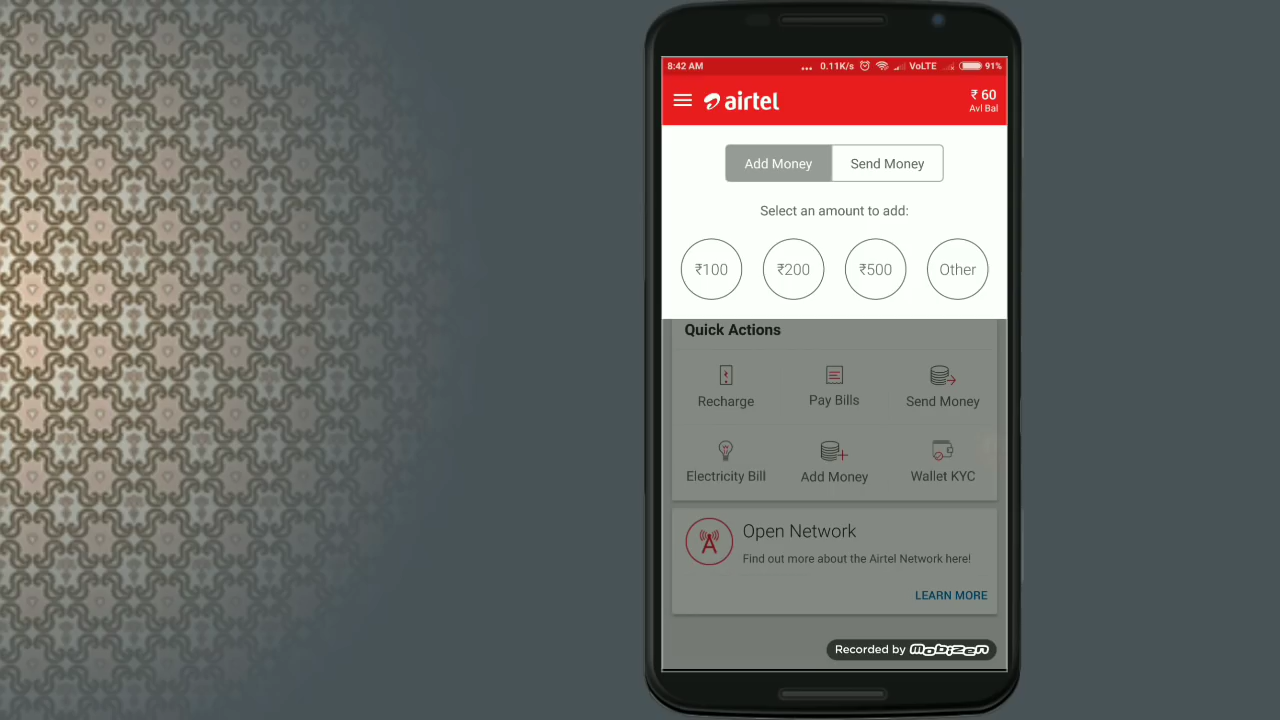 8:42 AM ... 0.11K/s VoLTE 91%
airtel
₹ 60
Avl Bal
Add Money Send Money
Select an amount to add:
₹100 ₹200 ₹500 Other
Quick Actions
Recharge Pay Bills Send Money
Electricity Bill Add Money Wallet KYC
Open Network
Find out more about the Airtel Network here!
LEARN MORE
Recorded by mobizen